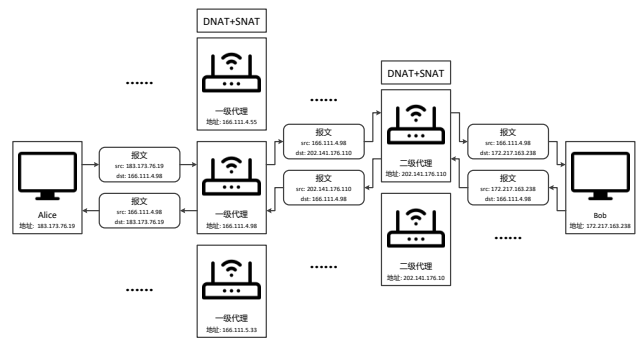 DNAT+SNAT
......
一级代理
地址: 166.111.4.55
DNAT+SNAT
......
报文
src: 183.173.76.19
dst: 166.111.4.98
报文
src: 166.111.4.98
dst: 202.141.176.110
报文
src: 166.111.4.98
dst: 172.217.163.238
Alice
地址: 183.173.76.19
报文
src: 166.111.4.98
dst: 183.173.76.19
一级代理
地址: 166.111.4.98
报文
src: 202.141.176.110
dst: 166.111.4.98
二级代理
地址: 202.141.176.110
报文
src: 172.217.163.238
dst: 166.111.4.98
Bob
地址: 172.217.163.238
......
一级代理
地址: 166.111.5.33
......
二级代理
地址: 202.141.176.10
......